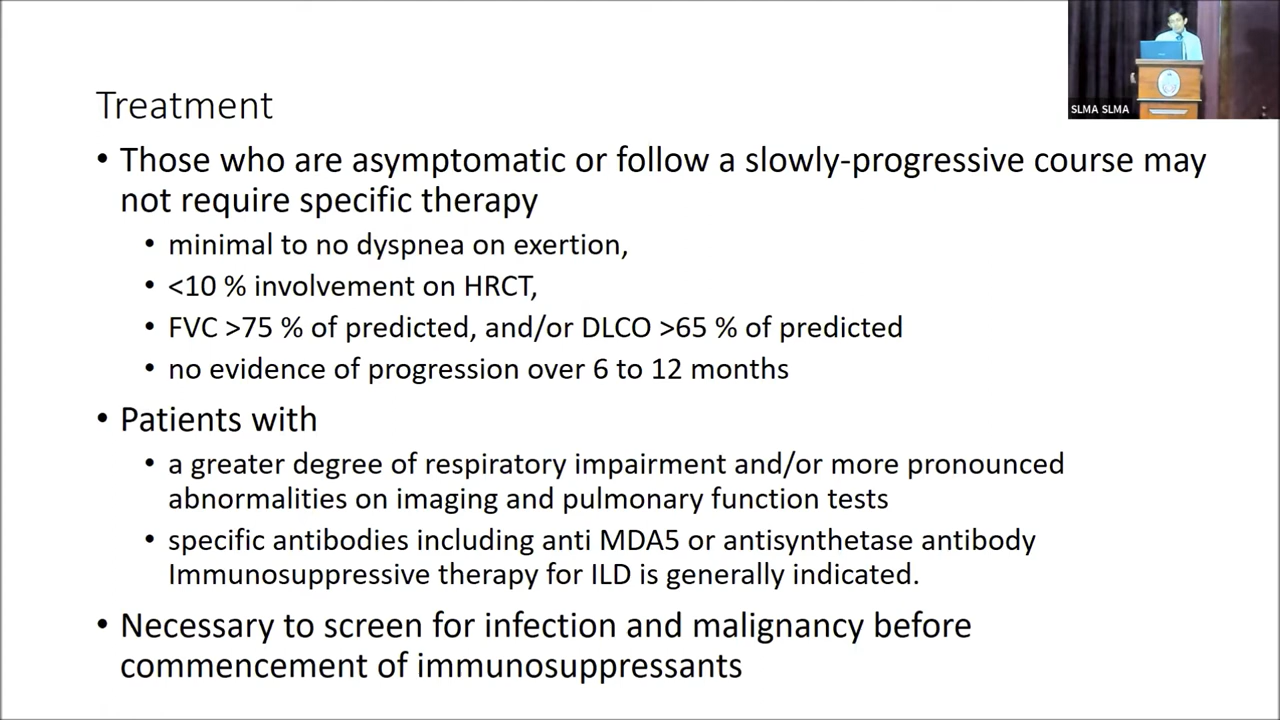 SLMA SLMA
Treatment
• Those who are asymptomatic or follow a slowly-progressive course may
not require specific therapy
• minimal to no dyspnea on exertion,
• <10 % involvement on HRCT,
• FVC >75 % of predicted, and/or DLCO >65 % of predicted
• no evidence of progression over 6 to 12 months
• Patients with
• a greater degree of respiratory impairment and/or more pronounced
abnormalities on imaging and pulmonary function tests
• specific antibodies including anti MDA5 or antisynthetase antibody
Immunosuppressive therapy for ILD is generally indicated.
• Necessary to screen for infection and malignancy before
commencement of immunosuppressants